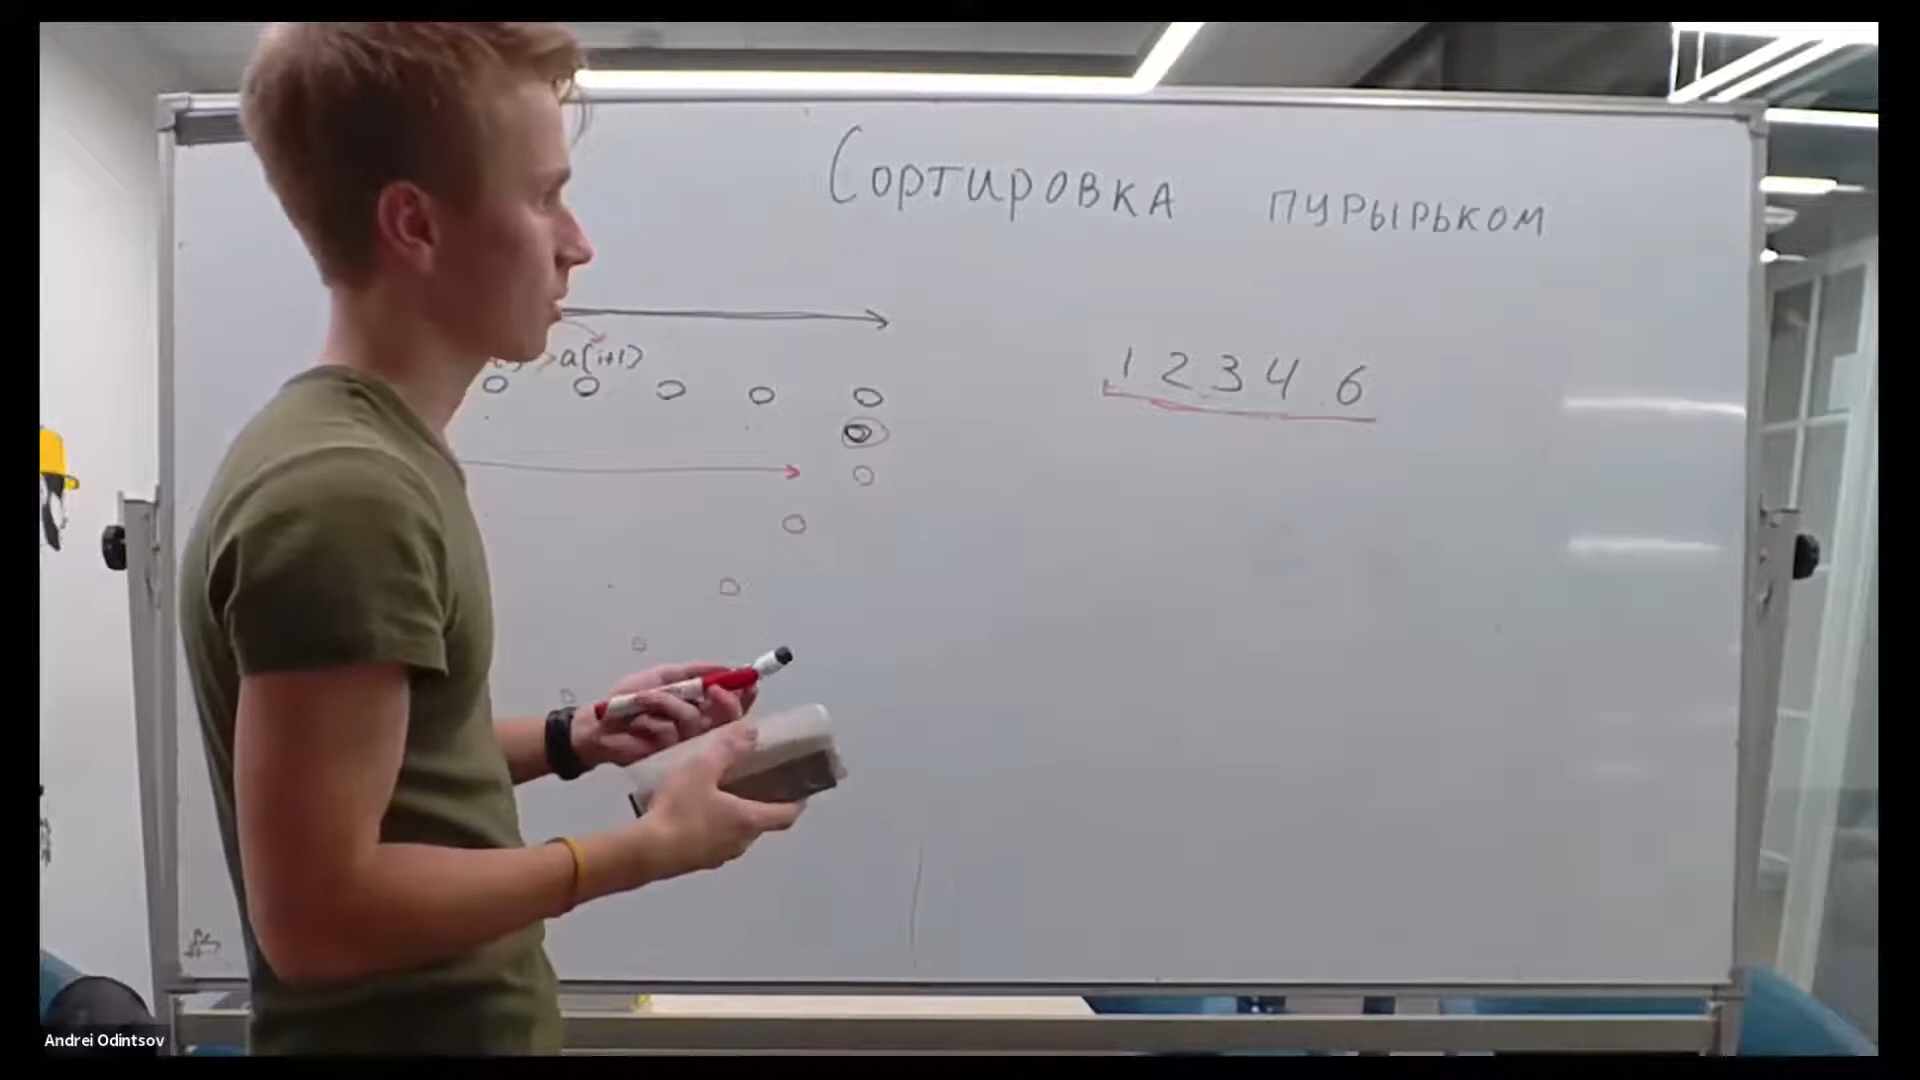 Сортировка пурырьком
a[i+1]
1 2 3 4 6
Andrei Odintsov